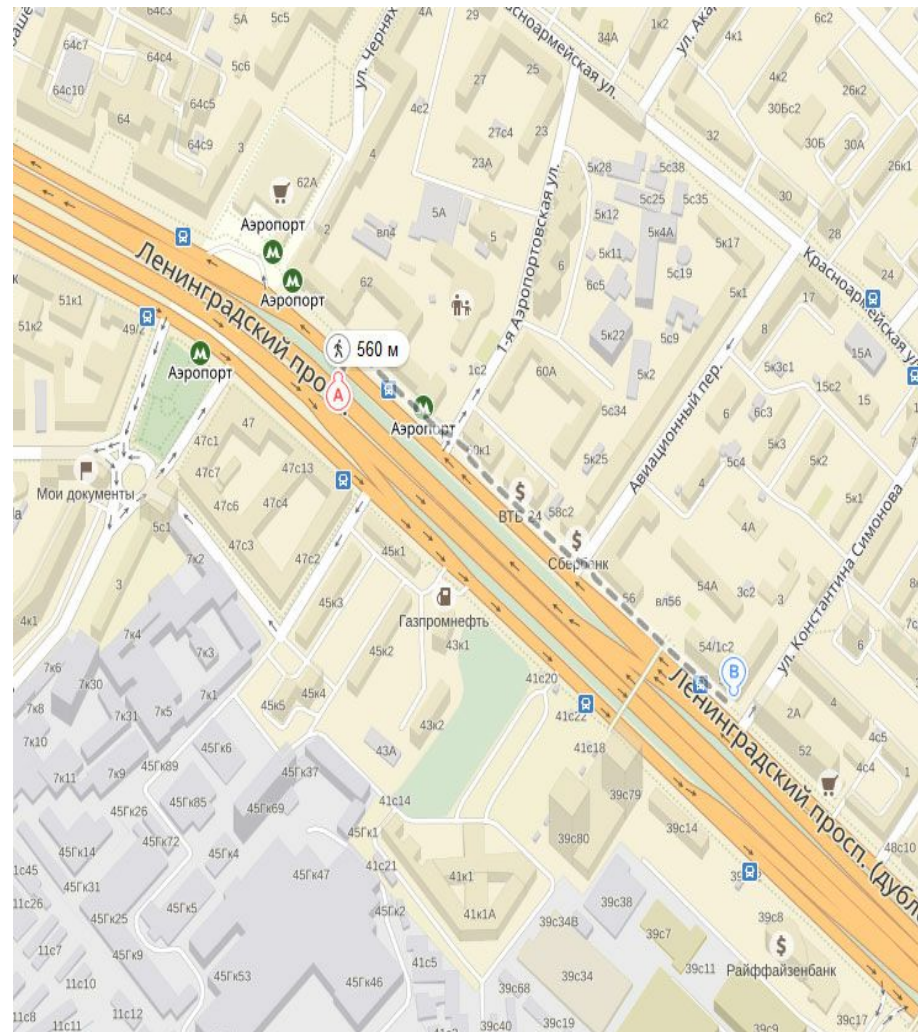 64с7
64с3
5А
5с5
4А
29
Красноармейская ул.
34А
1к2
ул. Ака
4к1
6с2
64с4
5с6
ул. Чернях
64с10
64с5
64
64с9
3
4
4с2
27
25
27с4
23
23А
32
4к2
30Бс2
26к2
30Б
30А
26к1
62А
5к28
5с38
5с25
5с35
30
Аэропорт
2
вл4
5А
5
5к12
5к4А
5к17
28
Ленинградский про
Аэропорт
62
1-я Аэропортовская ул.
6
5к11
6с5
5с19
Красноармейская ул.
24
51к1
51к2
49/2
560 м
5к22
5с9
5к1
17
8
15А
Аэропорт
A
1с2
60А
5к2
Авиационный пер.
5к3с1
15с2
15
Аэропорт
5с34
6
6с3
47
47с1
47с13
5к25
5с4
5к3
5к2
Мои документы
47с7
47с4
47с6
ВТБ 24
58с2
4
5к1
5с1
47с3
47с2
45к1
Сбербанк
4А
ул. Константина Симонова
7к2
3
45к3
Газпромнефть
56
вл56
54А
3с2
3
4к1
7к4
7к3
45к2
43к1
54/1с2
6
7к6
7к30
7к1
45к5
45к4
41с20
B
4
7к8
7к31
7к5
43к2
41с22
Ленинградский просп. (дубл
2А
7к10
45Гк6
43А
41с18
52
4с5
7к11
7к9
45Гк89
45Гк37
4с4
1
45Гк26
45Гк85
45Гк69
41с14
39с79
45Гк72
45Гк1
39с80
39с14
48с10
45Гк14
45Гк4
41с21
1с45
45Гк31
45Гк47
41к1
11с26
45Гк25
45Гк5
45Гк2
41к1А
39с34В
39с38
39с8
11с7
45Гк9
41с5
39с7
11с10
45Гк53
45Гк46
39с34
39с11
Райффайзенбанк
11с8
11с11
11с12
39с68
39с40
39с19
39с9
39с17